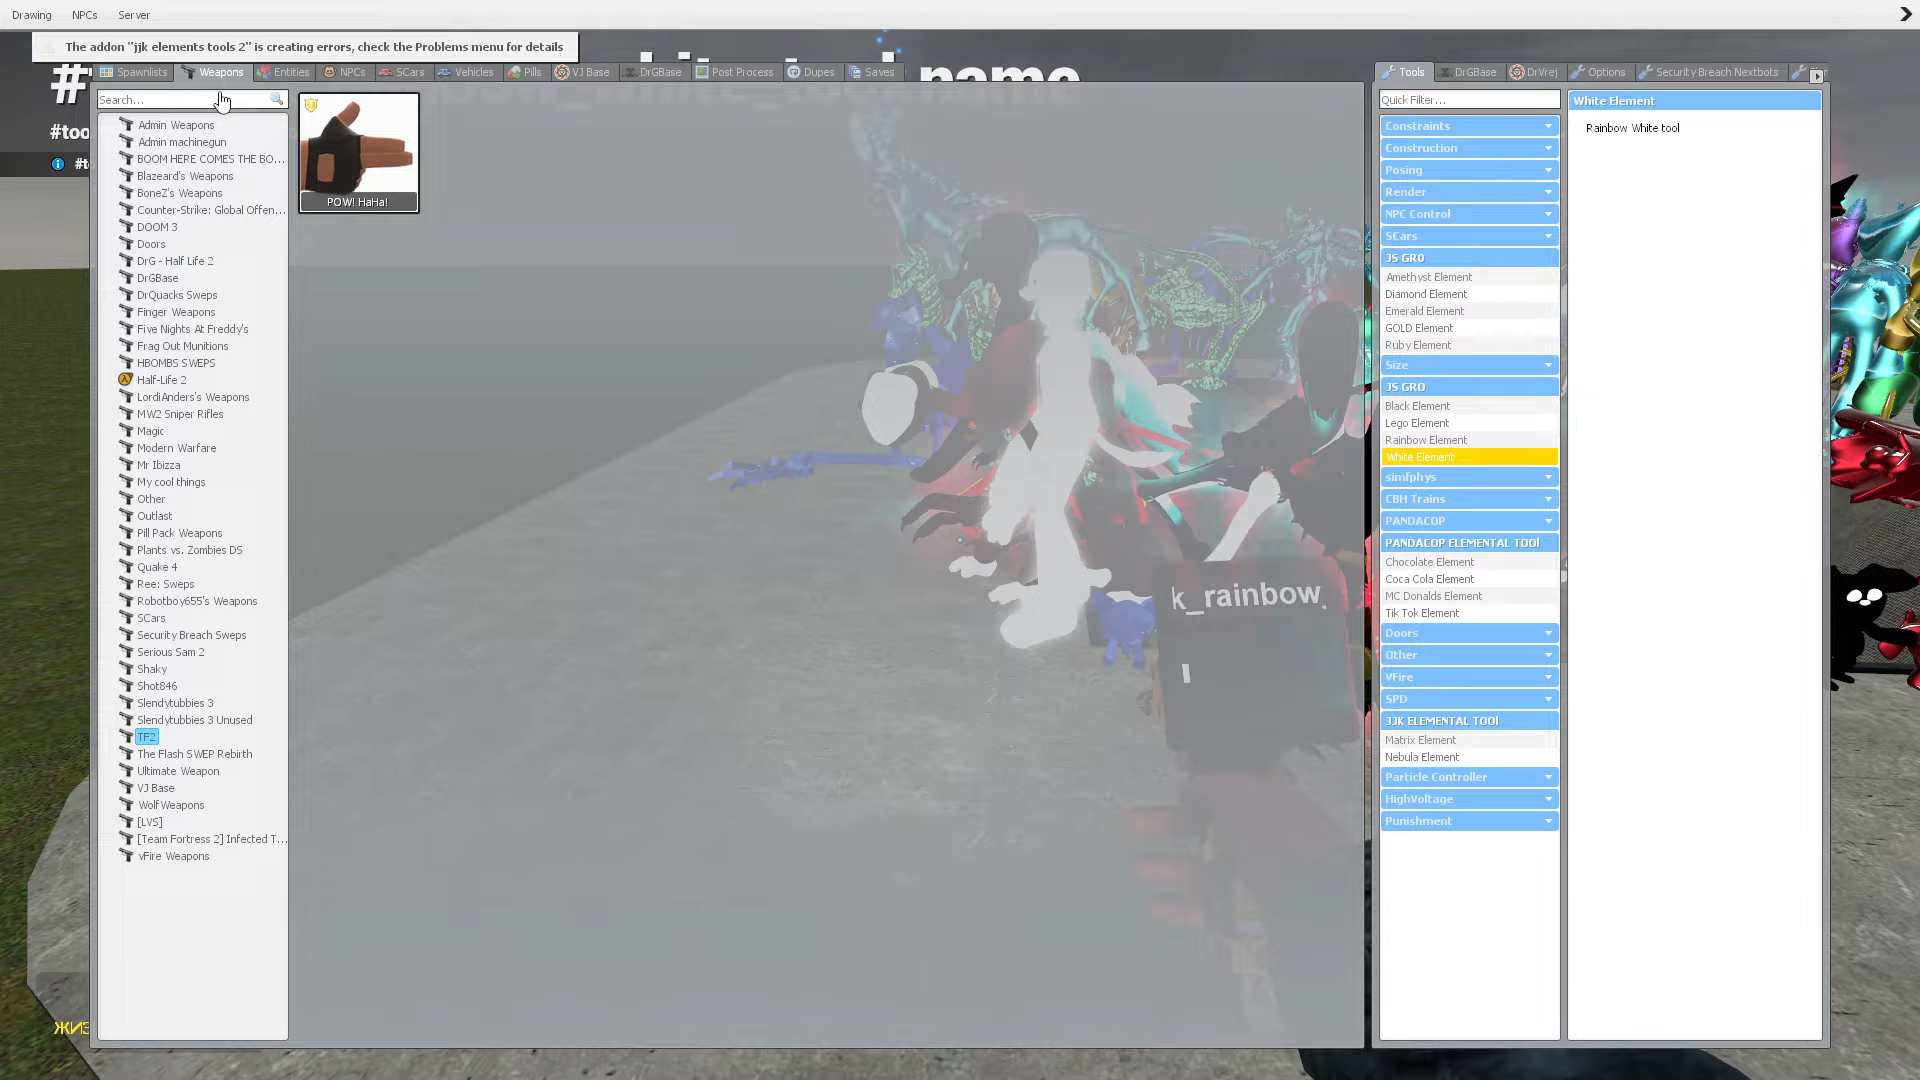 Drawing NPCs Server
The addon "jjk elements tools 2" is creating errors, check the Problems menu for details
Spawnlists Weapons Entities NPCs SCars Vehicles Pills VJ Base DrGBase Post Process Dupes Saves
Search...
Admin Weapons
Admin machinegun
BOOM HERE COMES THE BO...
Blazeard's Weapons
BoneZ's Weapons
Counter-Strike: Global Offen...
DOOM 3
Doors
DrG - Half Life 2
DrGBase
DrQuacks Sweps
Finger Weapons
Five Nights At Freddy's
Frag Out Munitions
HBOMBS SWEPS
Half-Life 2
LordiAnders's Weapons
MW2 Sniper Rifles
Magic
Modern Warfare
Mr Ibizza
My cool things
Other
Outlast
Pill Pack Weapons
Plants vs. Zombies DS
Quake 4
Ree: Sweps
Robotboy655's Weapons
SCars
Security Breach Sweps
Serious Sam 2
Shaky
Shot846
Slendytubbies 3
Slendytubbies 3 Unused
TF2
The Flash SWEP Rebirth
Ultimate Weapon
VJ Base
Wolf Weapons
[LVS]
[Team Fortress 2] Infected T...
vFire Weapons
POW! HaHa!
name
#too
#t
k_rainbow_
ЖИЗ
Tools DrGBase DrVrej Options Security Breach Nextbots
Quick Filter...
Constraints
Construction
Posing
Render
NPC Control
SCars
JS GRO
Amethyst Element
Diamond Element
Emerald Element
GOLD Element
Ruby Element
Size
JS GRO
Black Element
Lego Element
Rainbow Element
White Element
simfphys
CBH Trains
PANDACOP
PANDACOP ELEMENTAL TOOl
Chocolate Element
Coca Cola Element
MC Donalds Element
Tik Tok Element
Doors
Other
VFire
SPD
JJK ELEMENTAL TOOl
Matrix Element
Nebula Element
Particle Controller
HighVoltage
Punishment
White Element
Rainbow White tool